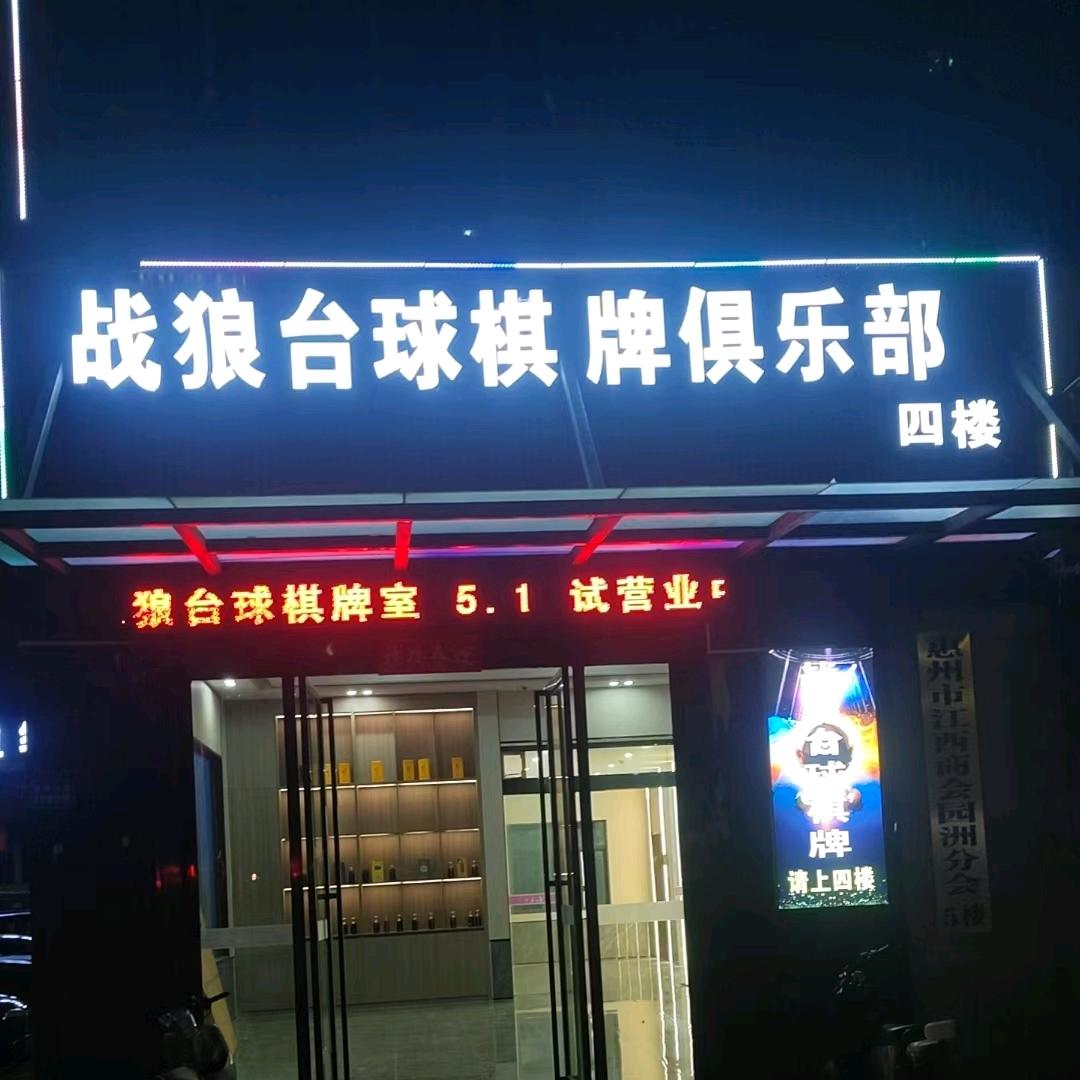 战狼台球棋牌俱乐部
四楼
狼台球棋牌室 5.1 试营业
台球棋牌
请上四楼
惠州市江西商会园洲分会 5楼